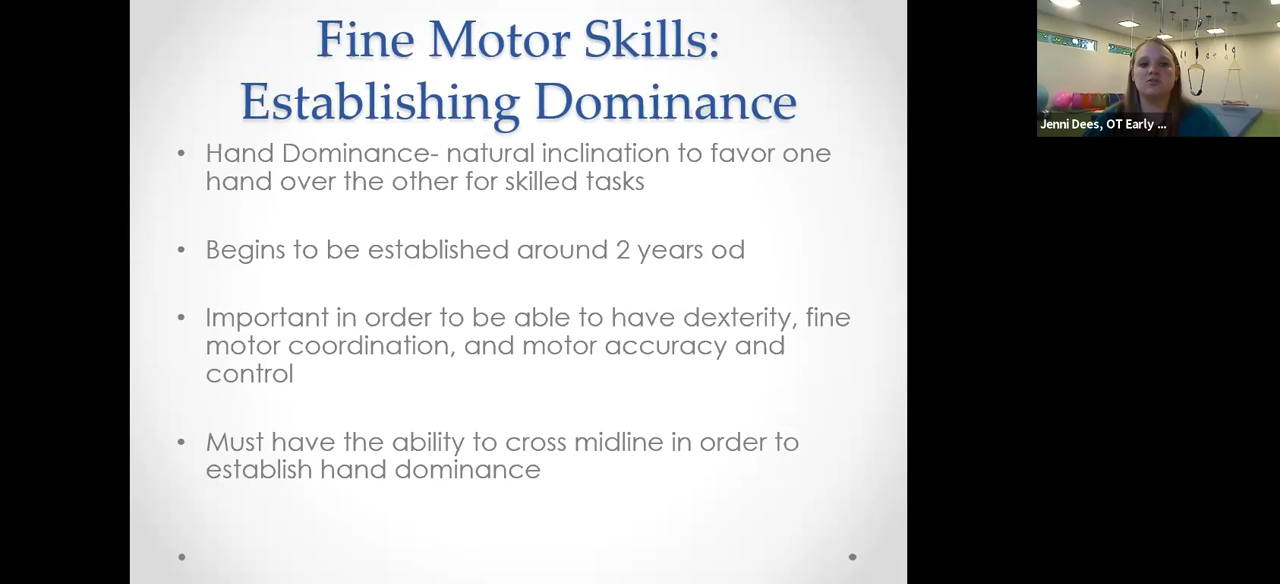 Fine Motor Skills:
Establishing Dominance
• Hand Dominance- natural inclination to favor one
hand over the other for skilled tasks
• Begins to be established around 2 years od
• Important in order to be able to have dexterity, fine
motor coordination, and motor accuracy and
control
• Must have the ability to cross midline in order to
establish hand dominance
Jenni Dees, OT Early ...